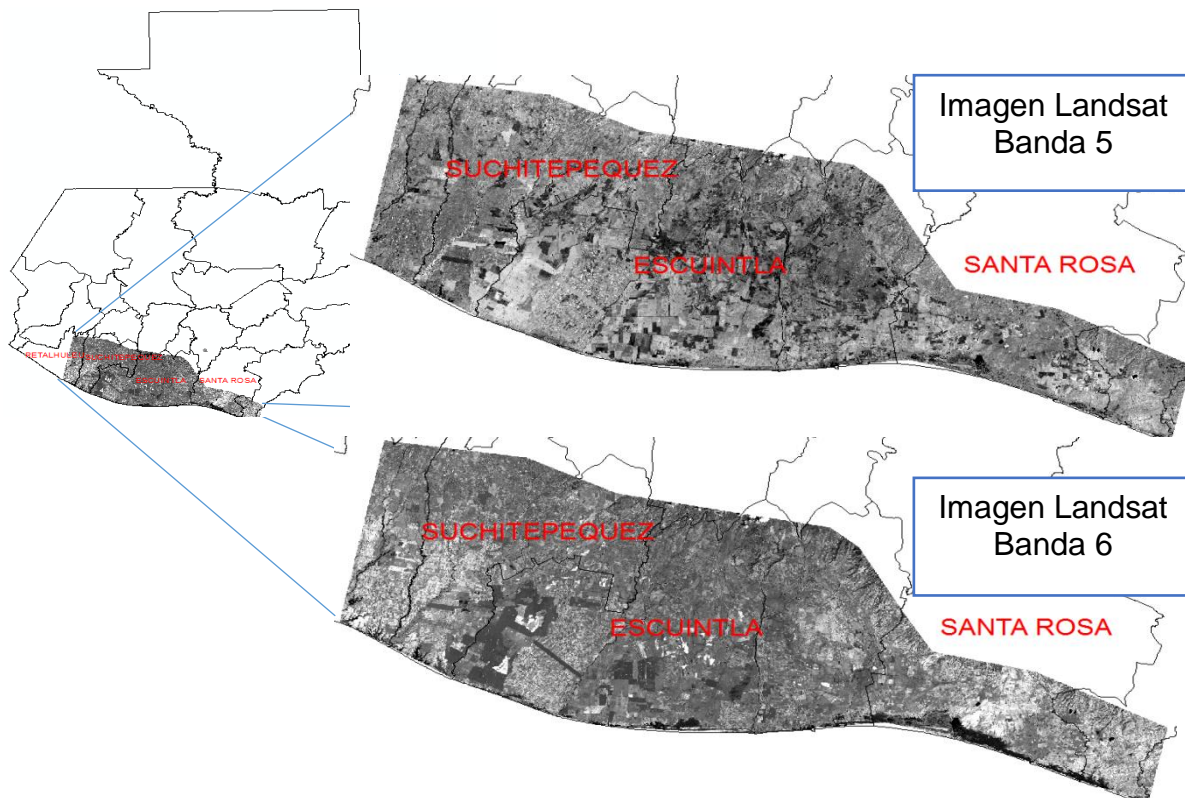 Imagen Landsat
Banda 5
SUCHITEPEQUEZ
ESCUINTLA
SANTA ROSA
RETALHULEU
ESCUINTLA
SANTA ROSA
Imagen Landsat
Banda 6
SUCHITEPEQUEZ
ESCUINTLA
SANTA ROSA